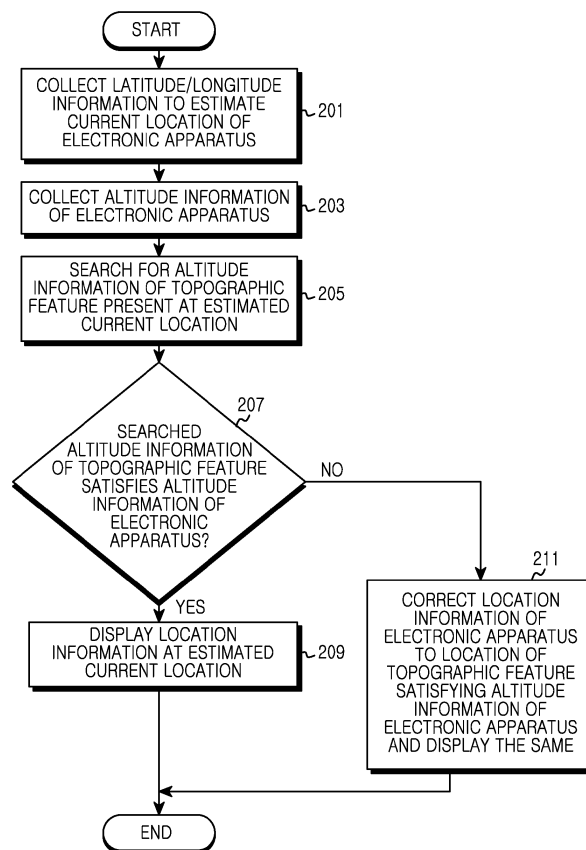 START
COLLECT LATITUDE/LONGITUDE
INFORMATION TO ESTIMATE
CURRENT LOCATION OF
ELECTRONIC APPARATUS
201
COLLECT ALTITUDE INFORMATION
OF ELECTRONIC APPARATUS
203
SEARCH FOR ALTITUDE
INFORMATION OF TOPOGRAPHIC
FEATURE PRESENT AT ESTIMATED
CURRENT LOCATION
205
207
SEARCHED
ALTITUDE INFORMATION
OF TOPOGRAPHIC FEATURE
SATISFIES ALTITUDE
INFORMATION OF
ELECTRONIC
APPARATUS?
NO
YES
DISPLAY LOCATION
INFORMATION AT ESTIMATED
CURRENT LOCATION
209
211
CORRECT LOCATION
INFORMATION OF
ELECTRONIC APPARATUS
TO LOCATION OF
TOPOGRAPHIC FEATURE
SATISFYING ALTITUDE
INFORMATION OF
ELECTRONIC APPARATUS
AND DISPLAY THE SAME
END